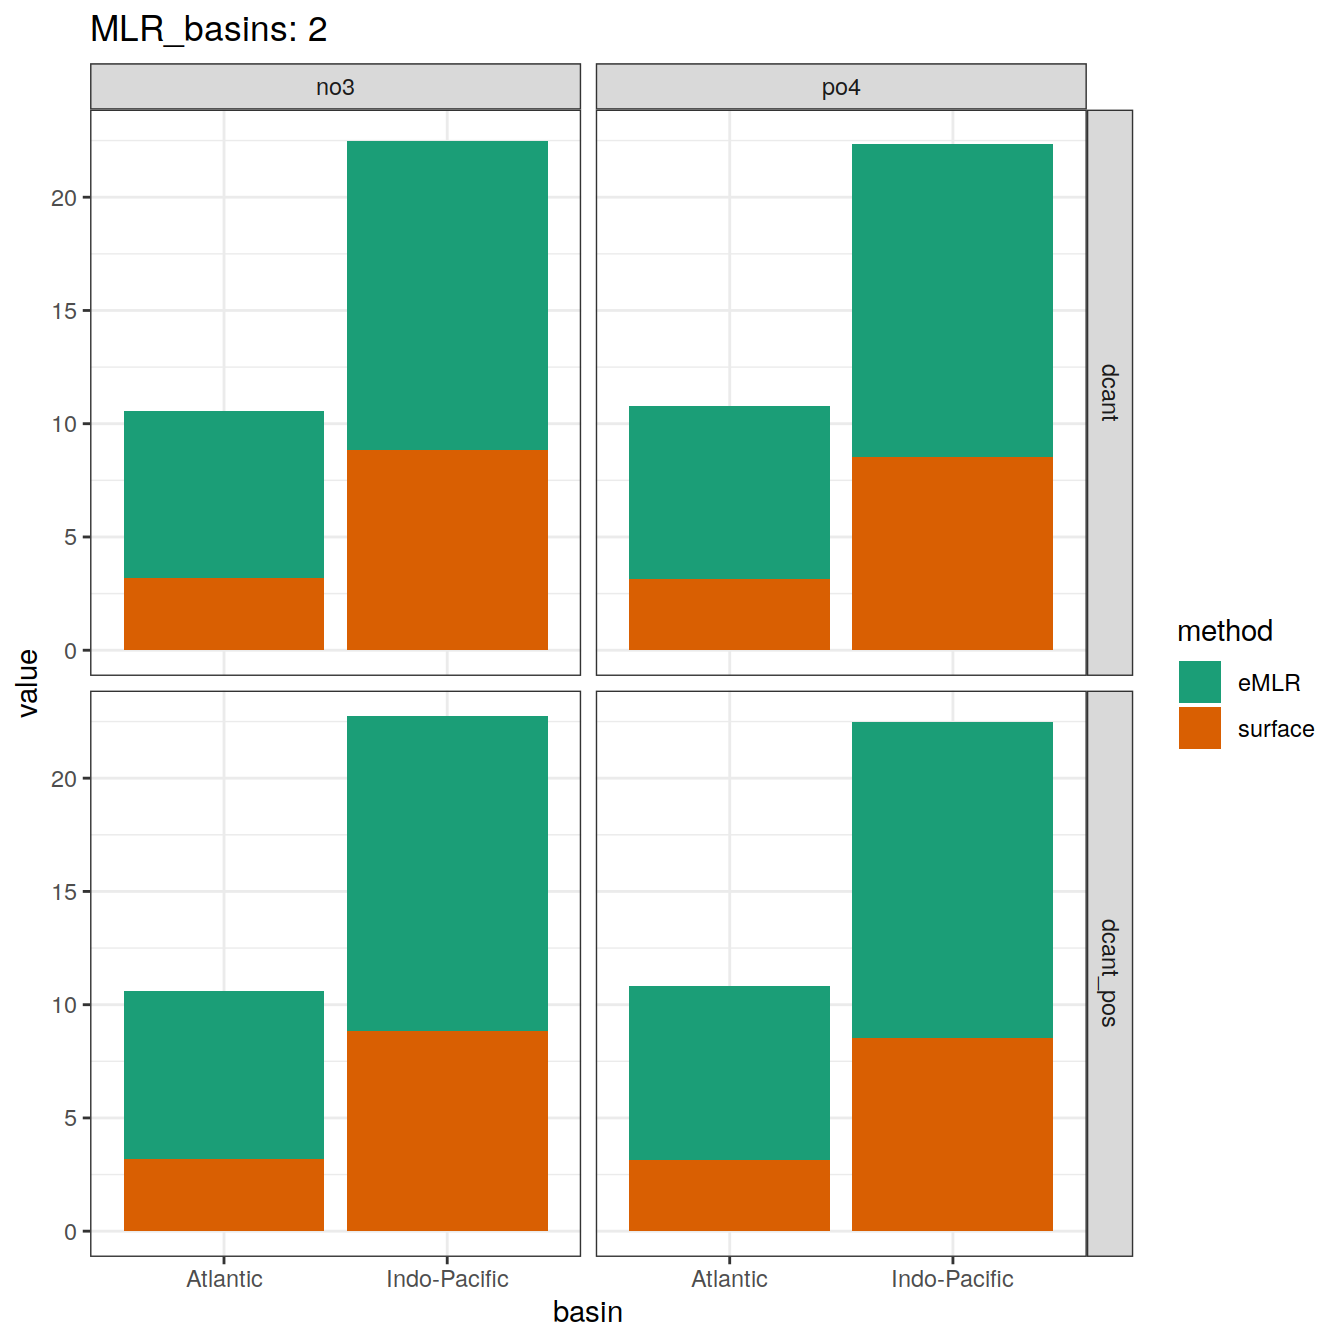 MLR_basins: 2
no3
po4
20
15
10
5
0
dcant
20
15
10
5
0
dcant_pos
value
Atlantic
Indo-Pacific
Atlantic
Indo-Pacific
basin
method
eMLR
surface